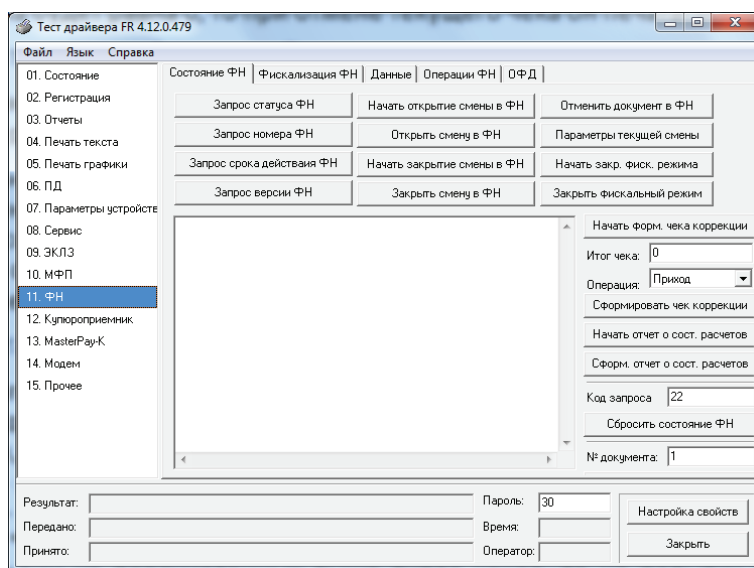 Тест драйвера FR 4.12.0.479
Файл Язык Справка
01. Состояние
02. Регистрация
03. Отчеты
04. Печать текста
05. Печать графики
06. ПД
07. Параметры устройств
08. Сервис
09. ЭКЛЗ
10. МФП
11. ФН
12. Купюроприемник
13. MasterPay-К
14. Модем
15. Прочее
Состояние ФН Фискализация ФН Данные Операции ФН ОФД
Запрос статуса ФН Начать открытие смены в ФН Отменить документ в ФН
Запрос номера ФН Открыть смену в ФН Параметры текущей смены
Запрос срока действаия ФН Начать закрытие смены в ФН Начать закр. фиск. режима
Запрос версии ФН Закрыть смену в ФН Закрыть фискальный режим
Начать форм. чека коррекции
Итог чека: 0
Операция: Приход
Сформировать чек коррекции
Начать отчет о сост. расчетов
Сформ. отчет о сост. расчетов
Код запроса 22
Сбросить состояние ФН
№ документа: 1
Результат: Пароль: 30
Передано: Время:
Принято: Оператор:
Настройка свойств
Закрыть